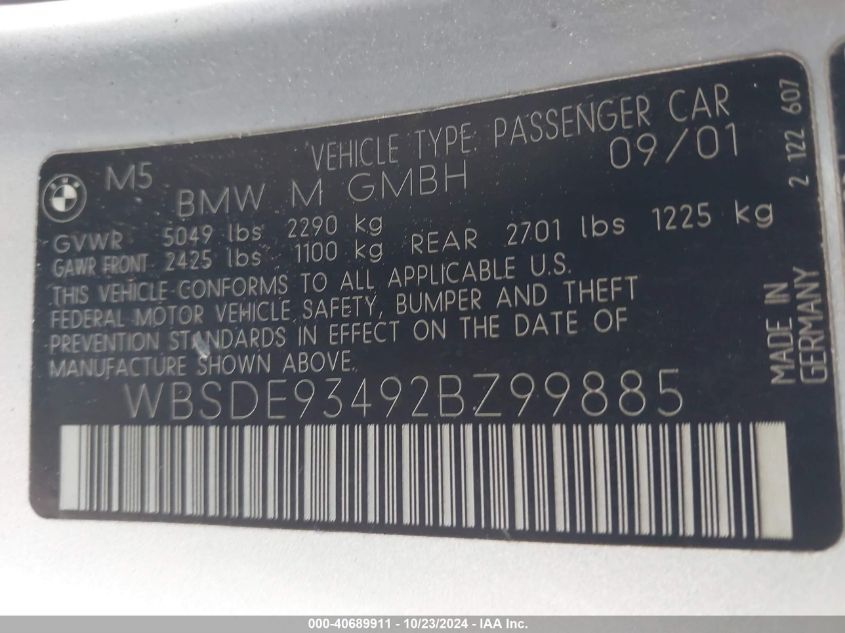 M5 VEHICLE TYPE PASSENGER CAR
BMW M GMBH 09/01
GVWR 5049 lbs 2290 kg
GAWR FRONT 2425 lbs 1100 kg REAR 2701 lbs 1225 kg
THIS VEHICLE CONFORMS TO ALL APPLICABLE U.S.
FEDERAL MOTOR VEHICLE SAFETY, BUMPER AND THEFT
PREVENTION STANDARDS IN EFFECT ON THE DATE OF
MANUFACTURE SHOWN ABOVE.
WBSDE93492BZ99885
MADE IN
GERMANY
2 122 607
000-40689911 - 10/23/2024 - IAA Inc.